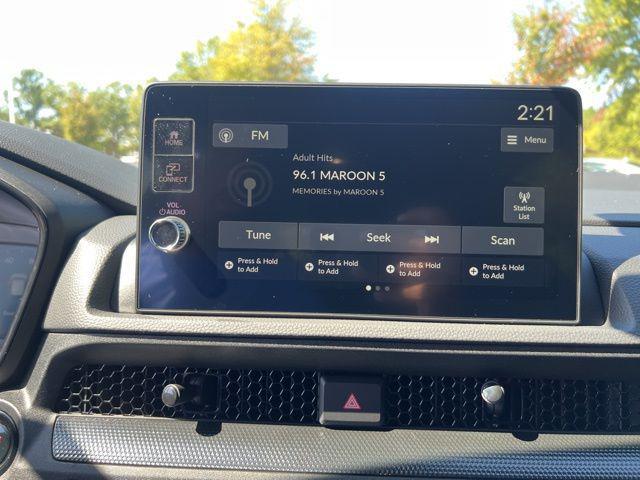 2:21
HOME
FM
Menu
Adult Hits
96.1 MAROON 5
MEMORIES by MAROON 5
CONNECT
VOL
AUDIO
Station
List
Tune
Seek
Scan
Press & Hold
to Add
Press & Hold
to Add
Press & Hold
to Add
Press & Hold
to Add